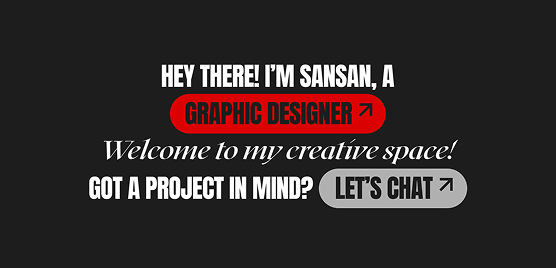 HEY THERE! I'M SANSAN, A
GRAPHIC DESIGNER
Welcome to my creative space!
GOT A PROJECT IN MIND? LET'S CHAT